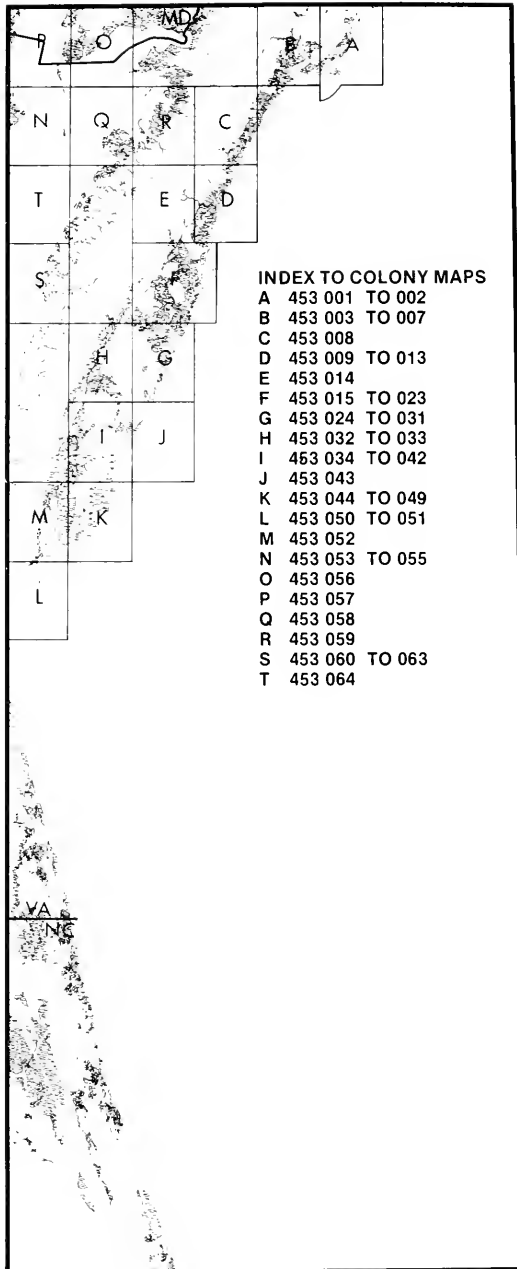 MD
P O B A
N Q R C
T E D
S F
H G
I J
M K
L
INDEX TO COLONY MAPS
A 453 001 TO 002
B 453 003 TO 007
C 453 008
D 453 009 TO 013
E 453 014
F 453 015 TO 023
G 453 024 TO 031
H 453 032 TO 033
I 453 034 TO 042
J 453 043
K 453 044 TO 049
L 453 050 TO 051
M 453 052
N 453 053 TO 055
O 453 056
P 453 057
Q 453 058
R 453 059
S 453 060 TO 063
T 453 064
VA
NC